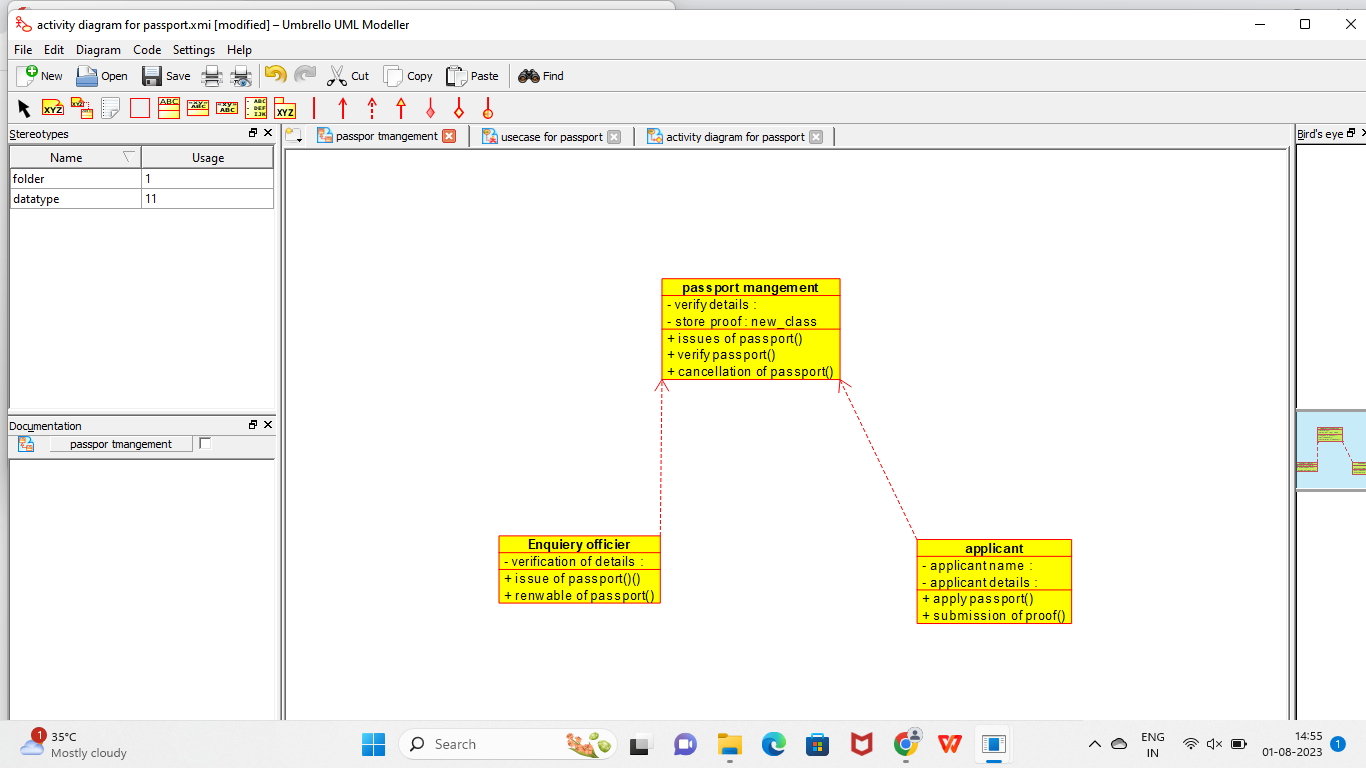 activity diagram for passport.xmi [modified] – Umbrello UML Modeller
File Edit Diagram Code Settings Help
New Open Save Cut Copy Paste Find
XYZ XYZ ABC -xy- ABC -xy- ABC ABC DEF IJK XYZ
Stereotypes
passpor tmangement usecase for passport activity diagram for passport
Bird's eye
Name Usage
folder 1
datatype 11
passport mangement
- verify details :
- store proof : new_class
+ issues of passport()
+ verify passport()
+ cancellation of passport()
Documentation
passpor tmangement
Enquiery officier
- verification of details :
+ issue of passport()()
+ renwable of passport()
applicant
- applicant name :
- applicant details :
+ apply passport()
+ submission of proof()
1
35°C
Mostly cloudy
Search
ENG
IN
14:55
01-08-2023
1